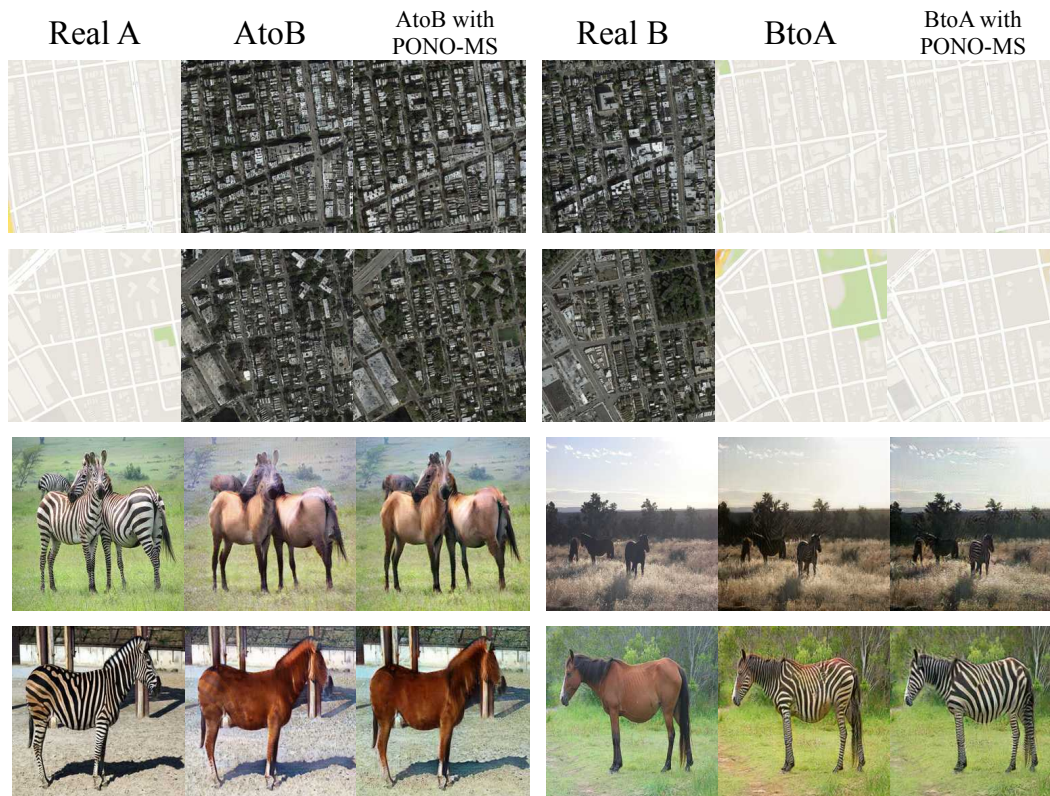 Real A
AtoB
AtoB with
PONO-MS
Real B
BtoA
BtoA with
PONO-MS